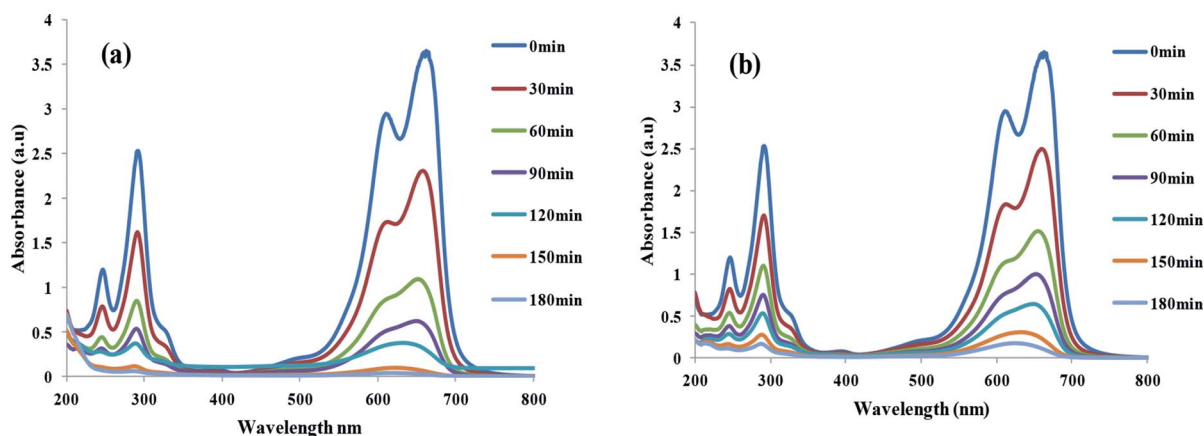 (a)
Absorbance (a.u)
4
3.5
3
2.5
2
1.5
1
0.5
0
200 300 400 500 600 700 800
Wavelength nm
0min
30min
60min
90min
120min
150min
180min
(b)
Absorbance (a.u)
4
3.5
3
2.5
2
1.5
1
0.5
0
200 300 400 500 600 700 800
Wavelength (nm)
0min
30min
60min
90min
120min
150min
180min